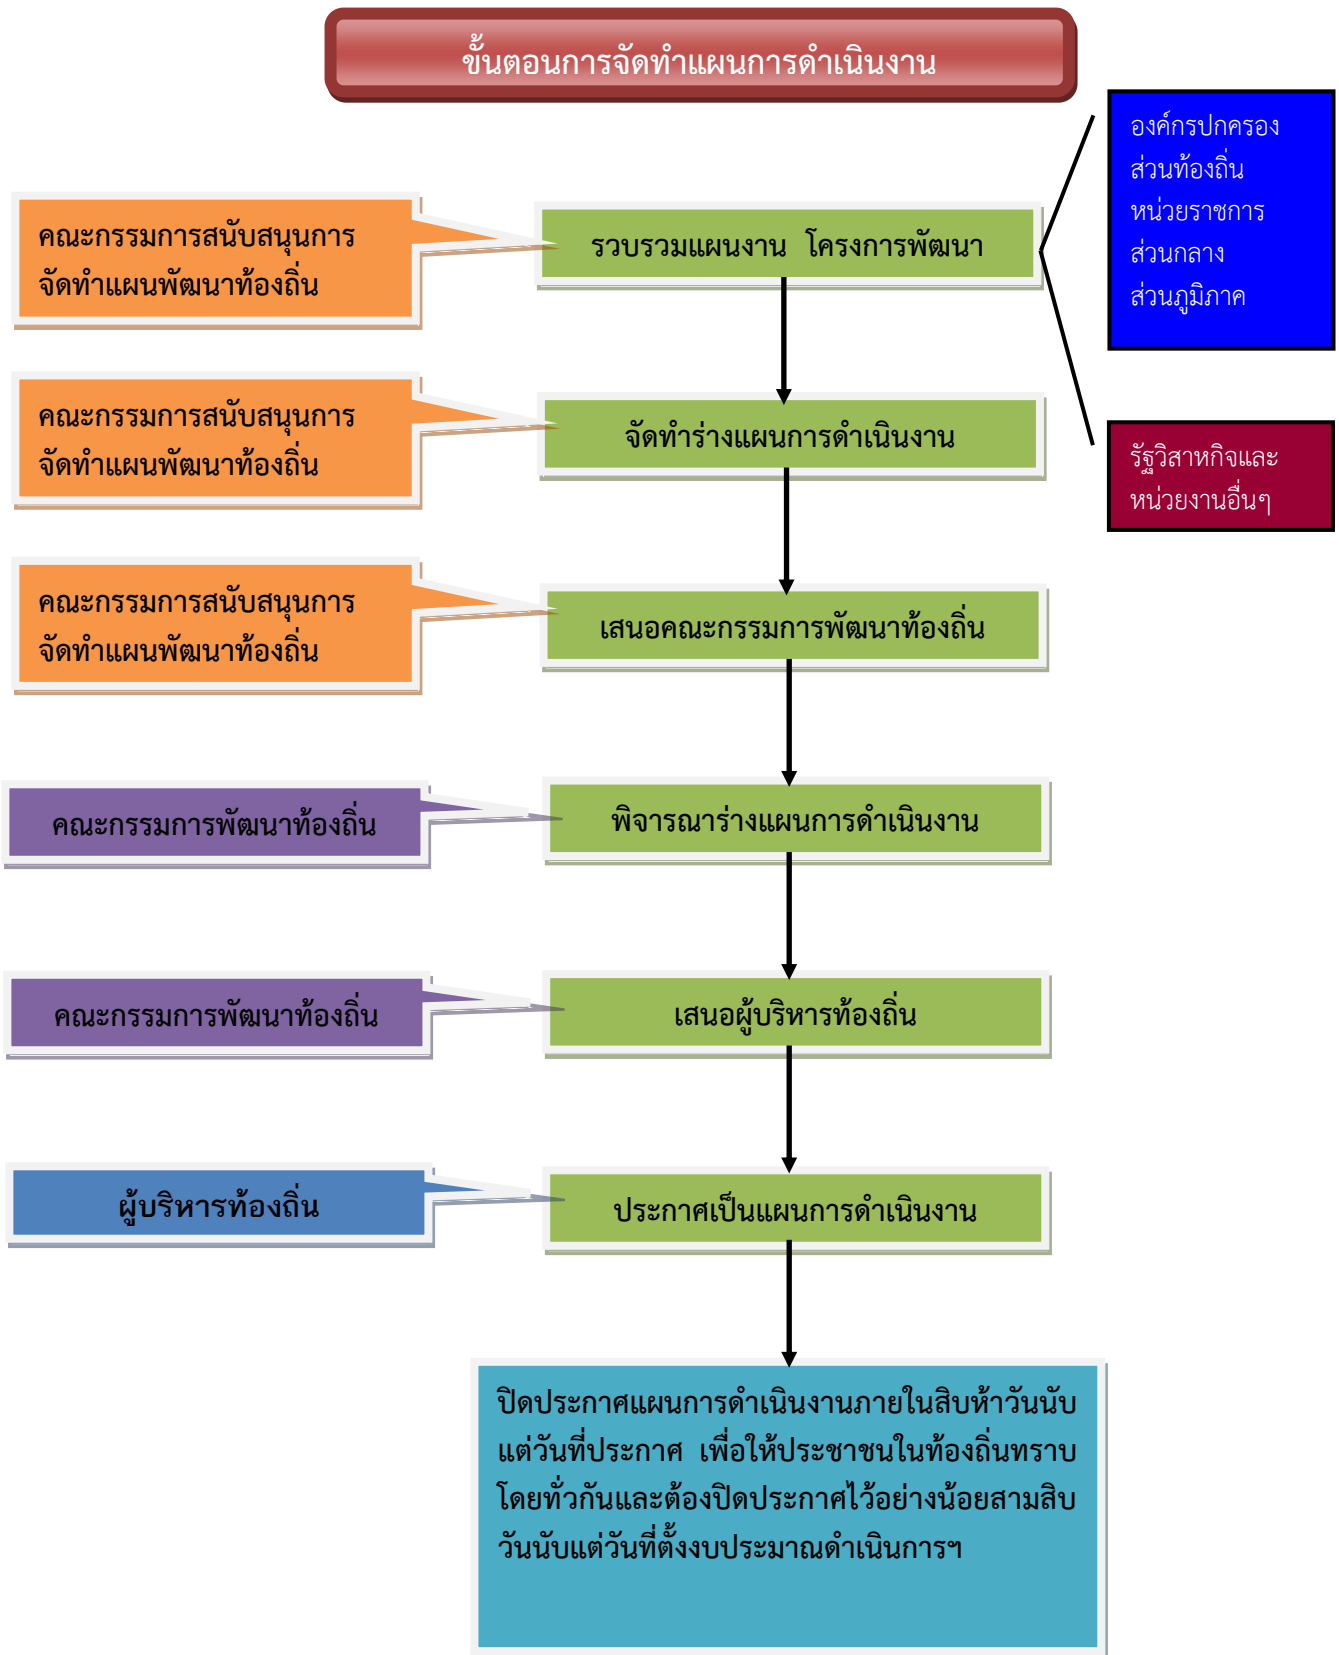 ขั้นตอนการจัดทำแผนการดำเนินงาน
องค์กรปกครอง
ส่วนท้องถิ่น
หน่วยราชการ
ส่วนกลาง
ส่วนภูมิภาค
คณะกรรมการสนับสนุนการ
จัดทำแผนพัฒนาท้องถิ่น
รวบรวมแผนงาน โครงการพัฒนา
คณะกรรมการสนับสนุนการ
จัดทำแผนพัฒนาท้องถิ่น
จัดทำร่างแผนการดำเนินงาน
รัฐวิสาหกิจและ
หน่วยงานอื่นๆ
คณะกรรมการสนับสนุนการ
จัดทำแผนพัฒนาท้องถิ่น
เสนอคณะกรรมการพัฒนาท้องถิ่น
คณะกรรมการพัฒนาท้องถิ่น
พิจารณาร่างแผนการดำเนินงาน
คณะกรรมการพัฒนาท้องถิ่น
เสนอผู้บริหารท้องถิ่น
ผู้บริหารท้องถิ่น
ประกาศเป็นแผนการดำเนินงาน
ปิดประกาศแผนการดำเนินงานภายในสิบห้าวันนับ
แต่วันที่ประกาศ เพื่อให้ประชาชนในท้องถิ่นทราบ
โดยทั่วกันและต้องปิดประกาศไว้อย่างน้อยสามสิบ
วันนับแต่วันที่ตั้งงบประมาณดำเนินการฯ